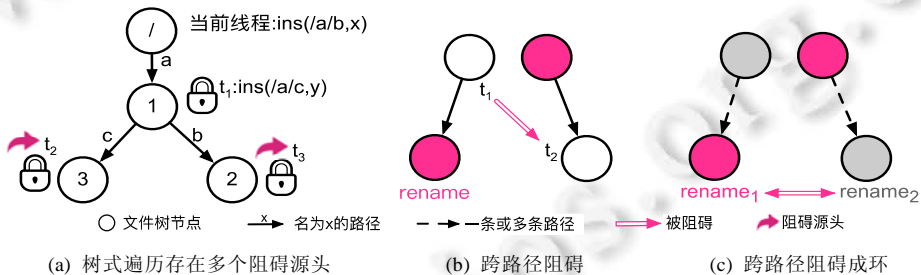 /
当前线程:ins(/a/b,x)
a
1
t1:ins(/a/c,y)
c
b
t2
t3
3
2
t1
t2
rename
rename1
rename2
文件树节点
x
名为x的路径
一条或多条路径
被阻碍
阻碍源头
(a) 树式遍历存在多个阻碍源头
(b) 跨路径阻碍
(c) 跨路径阻碍成环